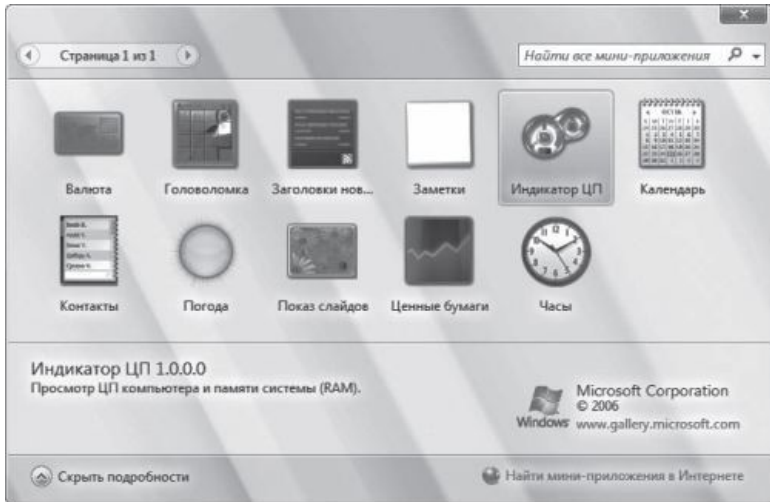 Страница 1 из 1
Найти все мини-приложения
Валюта
Головоломка
Заголовки нов...
Заметки
Индикатор ЦП
Календарь
Контакты
Погода
Показ слайдов
Ценные бумаги
Часы
Индикатор ЦП 1.0.0.0
Просмотр ЦП компьютера и памяти системы (RAM).
Microsoft Corporation
© 2006
Windows www.gallery.microsoft.com
Скрыть подробности
Найти мини-приложения в Интернете